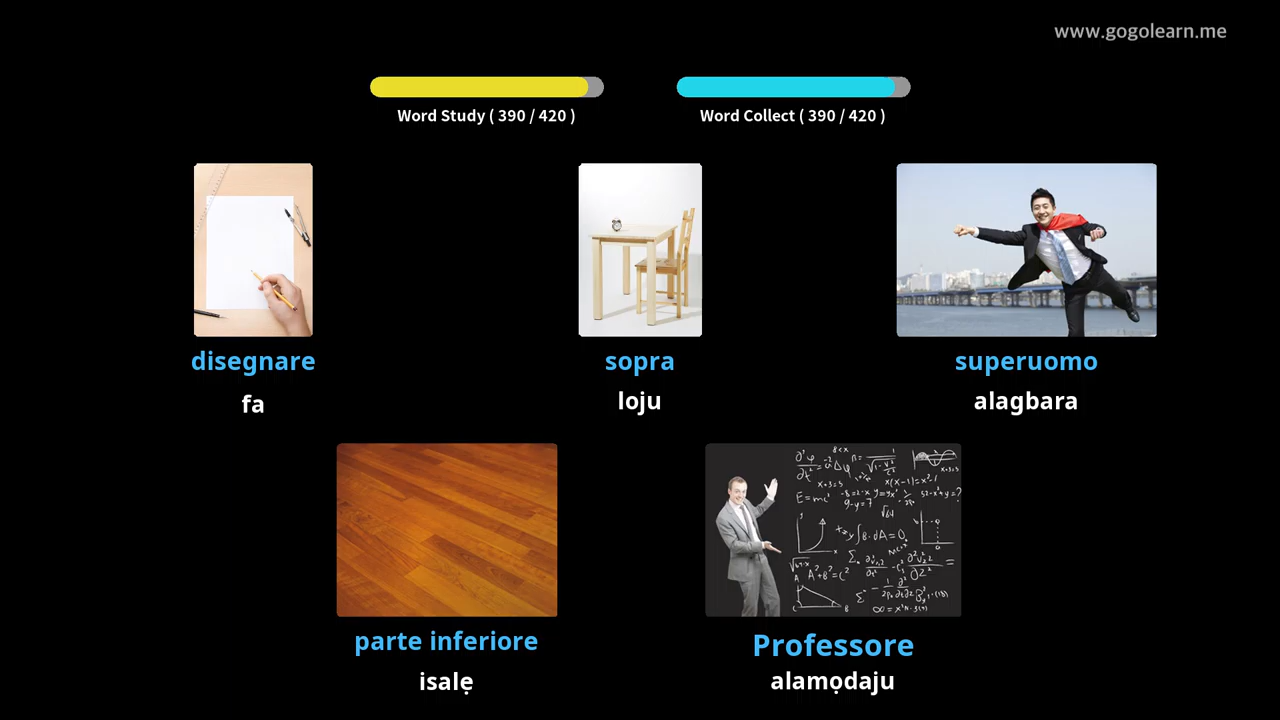 www.gogolearn.me
Word Study ( 390 / 420 )
Word Collect ( 390 / 420 )
disegnare
fa
sopra
loju
superuomo
alagbara
parte inferiore
isalẹ
Professore
alamọdaju